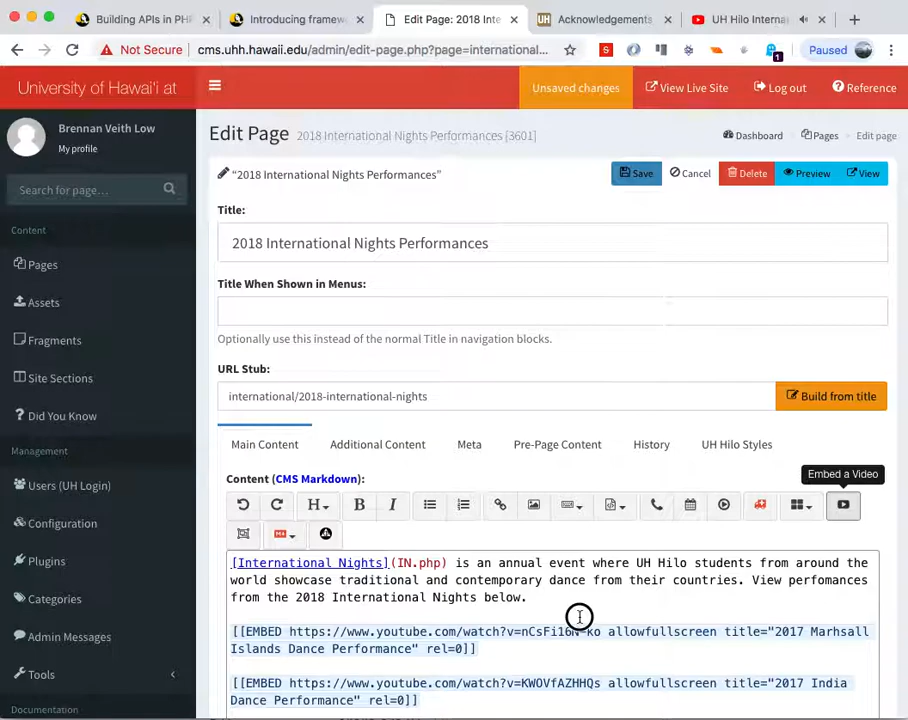 Building APIs in PH
Introducing framew
Edit Page: 2018 Inte
Acknowledgements
UH Hilo Interna
Not Secure
cms.uhh.hawaii.edu/admin/edit-page.php?page=international...
Paused
University of Hawaiʻi at
Unsaved changes
View Live Site
Log out
Reference
Brennan Veith Low
My profile
Edit Page 2018 International Nights Performances [3601]
Dashboard
Pages
Edit page
"2018 International Nights Performances"
Save
Cancel
Delete
Preview
View
Search for page...
Title:
Content
2018 International Nights Performances
Pages
Title When Shown in Menus:
Assets
Fragments
Optionally use this instead of the normal Title in navigation blocks.
Site Sections
URL Stub:
international/2018-international-nights
Build from title
Did You Know
Main Content
Additional Content
Meta
Pre-Page Content
History
UH Hilo Styles
Management
Embed a Video
Content (CMS Markdown):
Users (UH Login)
H
B
I
Configuration
Plugins
[International Nights](IN.php) is an annual event where UH Hilo students from around the
world showcase traditional and contemporary dance from their countries. View perfomances
from the 2018 International Nights below.
Categories
Admin Messages
[[EMBED https://www.youtube.com/watch?v=nCsFi16N-ko allowfullscreen title="2017 Marhsall
Islands Dance Performance" rel=0]]
Tools
[[EMBED https://www.youtube.com/watch?v=KWOVfAZHHQs allowfullscreen title="2017 India
Dance Performance" rel=0]]
Documentation